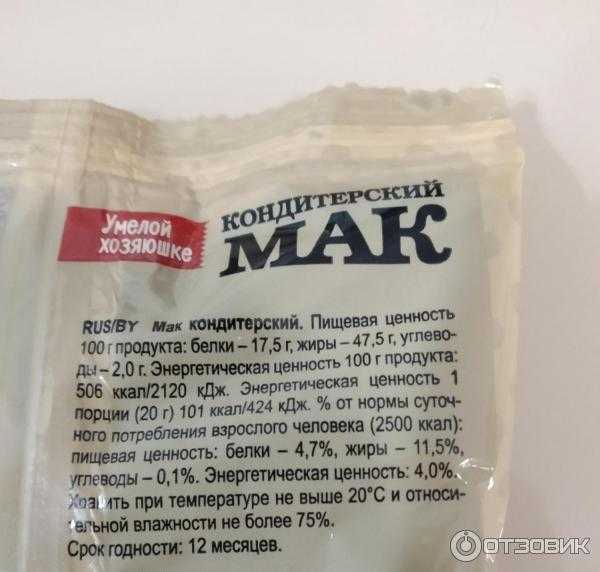 Умелой
хозяюшке
КОНДИТЕРСКИЙ
МАК
RUS/BY Мак кондитерский. Пищевая ценность
100 г продукта: белки – 17,5 г, жиры – 47,5 г, углево-
ды – 2,0 г. Энергетическая ценность 100 г продукта:
506 ккал/2120 кДж. Энергетическая ценность 1
порции (20 г) 101 ккал/424 кДж. % от нормы суточ-
ного потребления взрослого человека (2500 ккал):
пищевая ценность: белки – 4,7%, жиры – 11,5%,
углеводы – 0,1%. Энергетическая ценность: 4,0%.
Хранить при температуре не выше 20°С и относи-
тельной влажности не более 75%.
Срок годности: 12 месяцев.
ОТЗОВИК